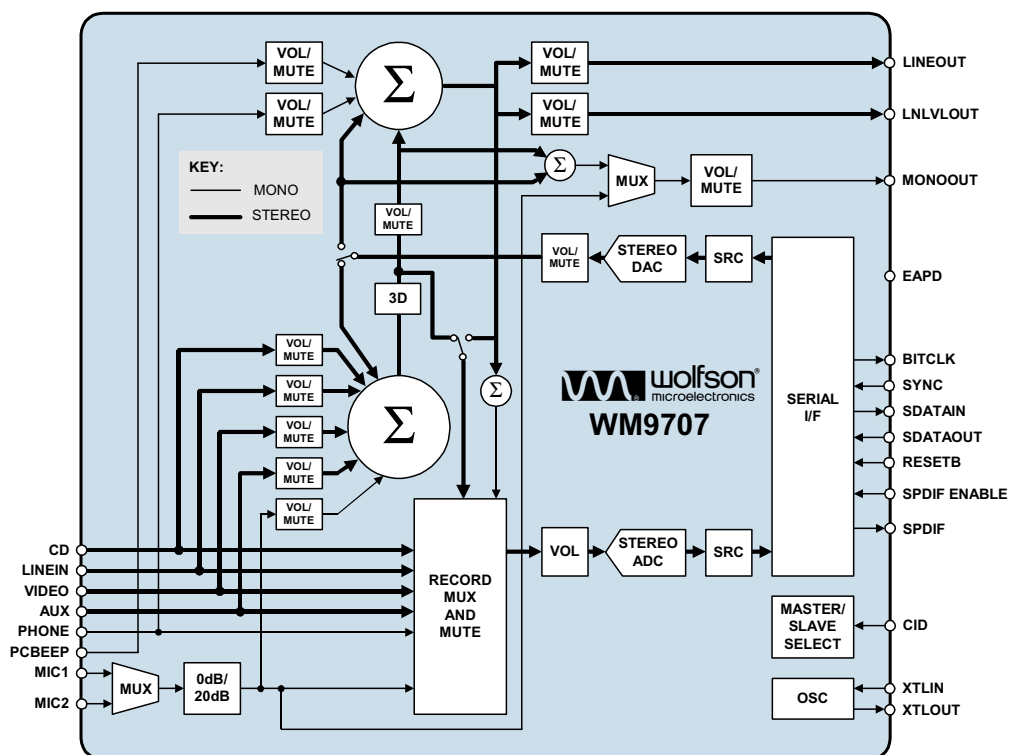 VOL/
MUTE
VOL/
MUTE
Σ
VOL/
MUTE
VOL/
MUTE
LINEOUT
LNLVLOUT
KEY:
MONO
STEREO
Σ
MUX
VOL/
MUTE
MONOOUT
VOL/
MUTE
VOL/
MUTE
STEREO
DAC
SRC
EAPD
3D
VOL/
MUTE
VOL/
MUTE
VOL/
MUTE
VOL/
MUTE
VOL/
MUTE
Σ
Σ
wolfson®
microelectronics
WM9707
SERIAL
I/F
BITCLK
SYNC
SDATAIN
SDATAOUT
RESETB
SPDIF ENABLE
SPDIF
CD
LINEIN
VIDEO
AUX
PHONE
PCBEEP
MIC1
MIC2
MUX
0dB/
20dB
RECORD
MUX
AND
MUTE
VOL
STEREO
ADC
SRC
MASTER/
SLAVE
SELECT
CID
OSC
XTLIN
XTLOUT